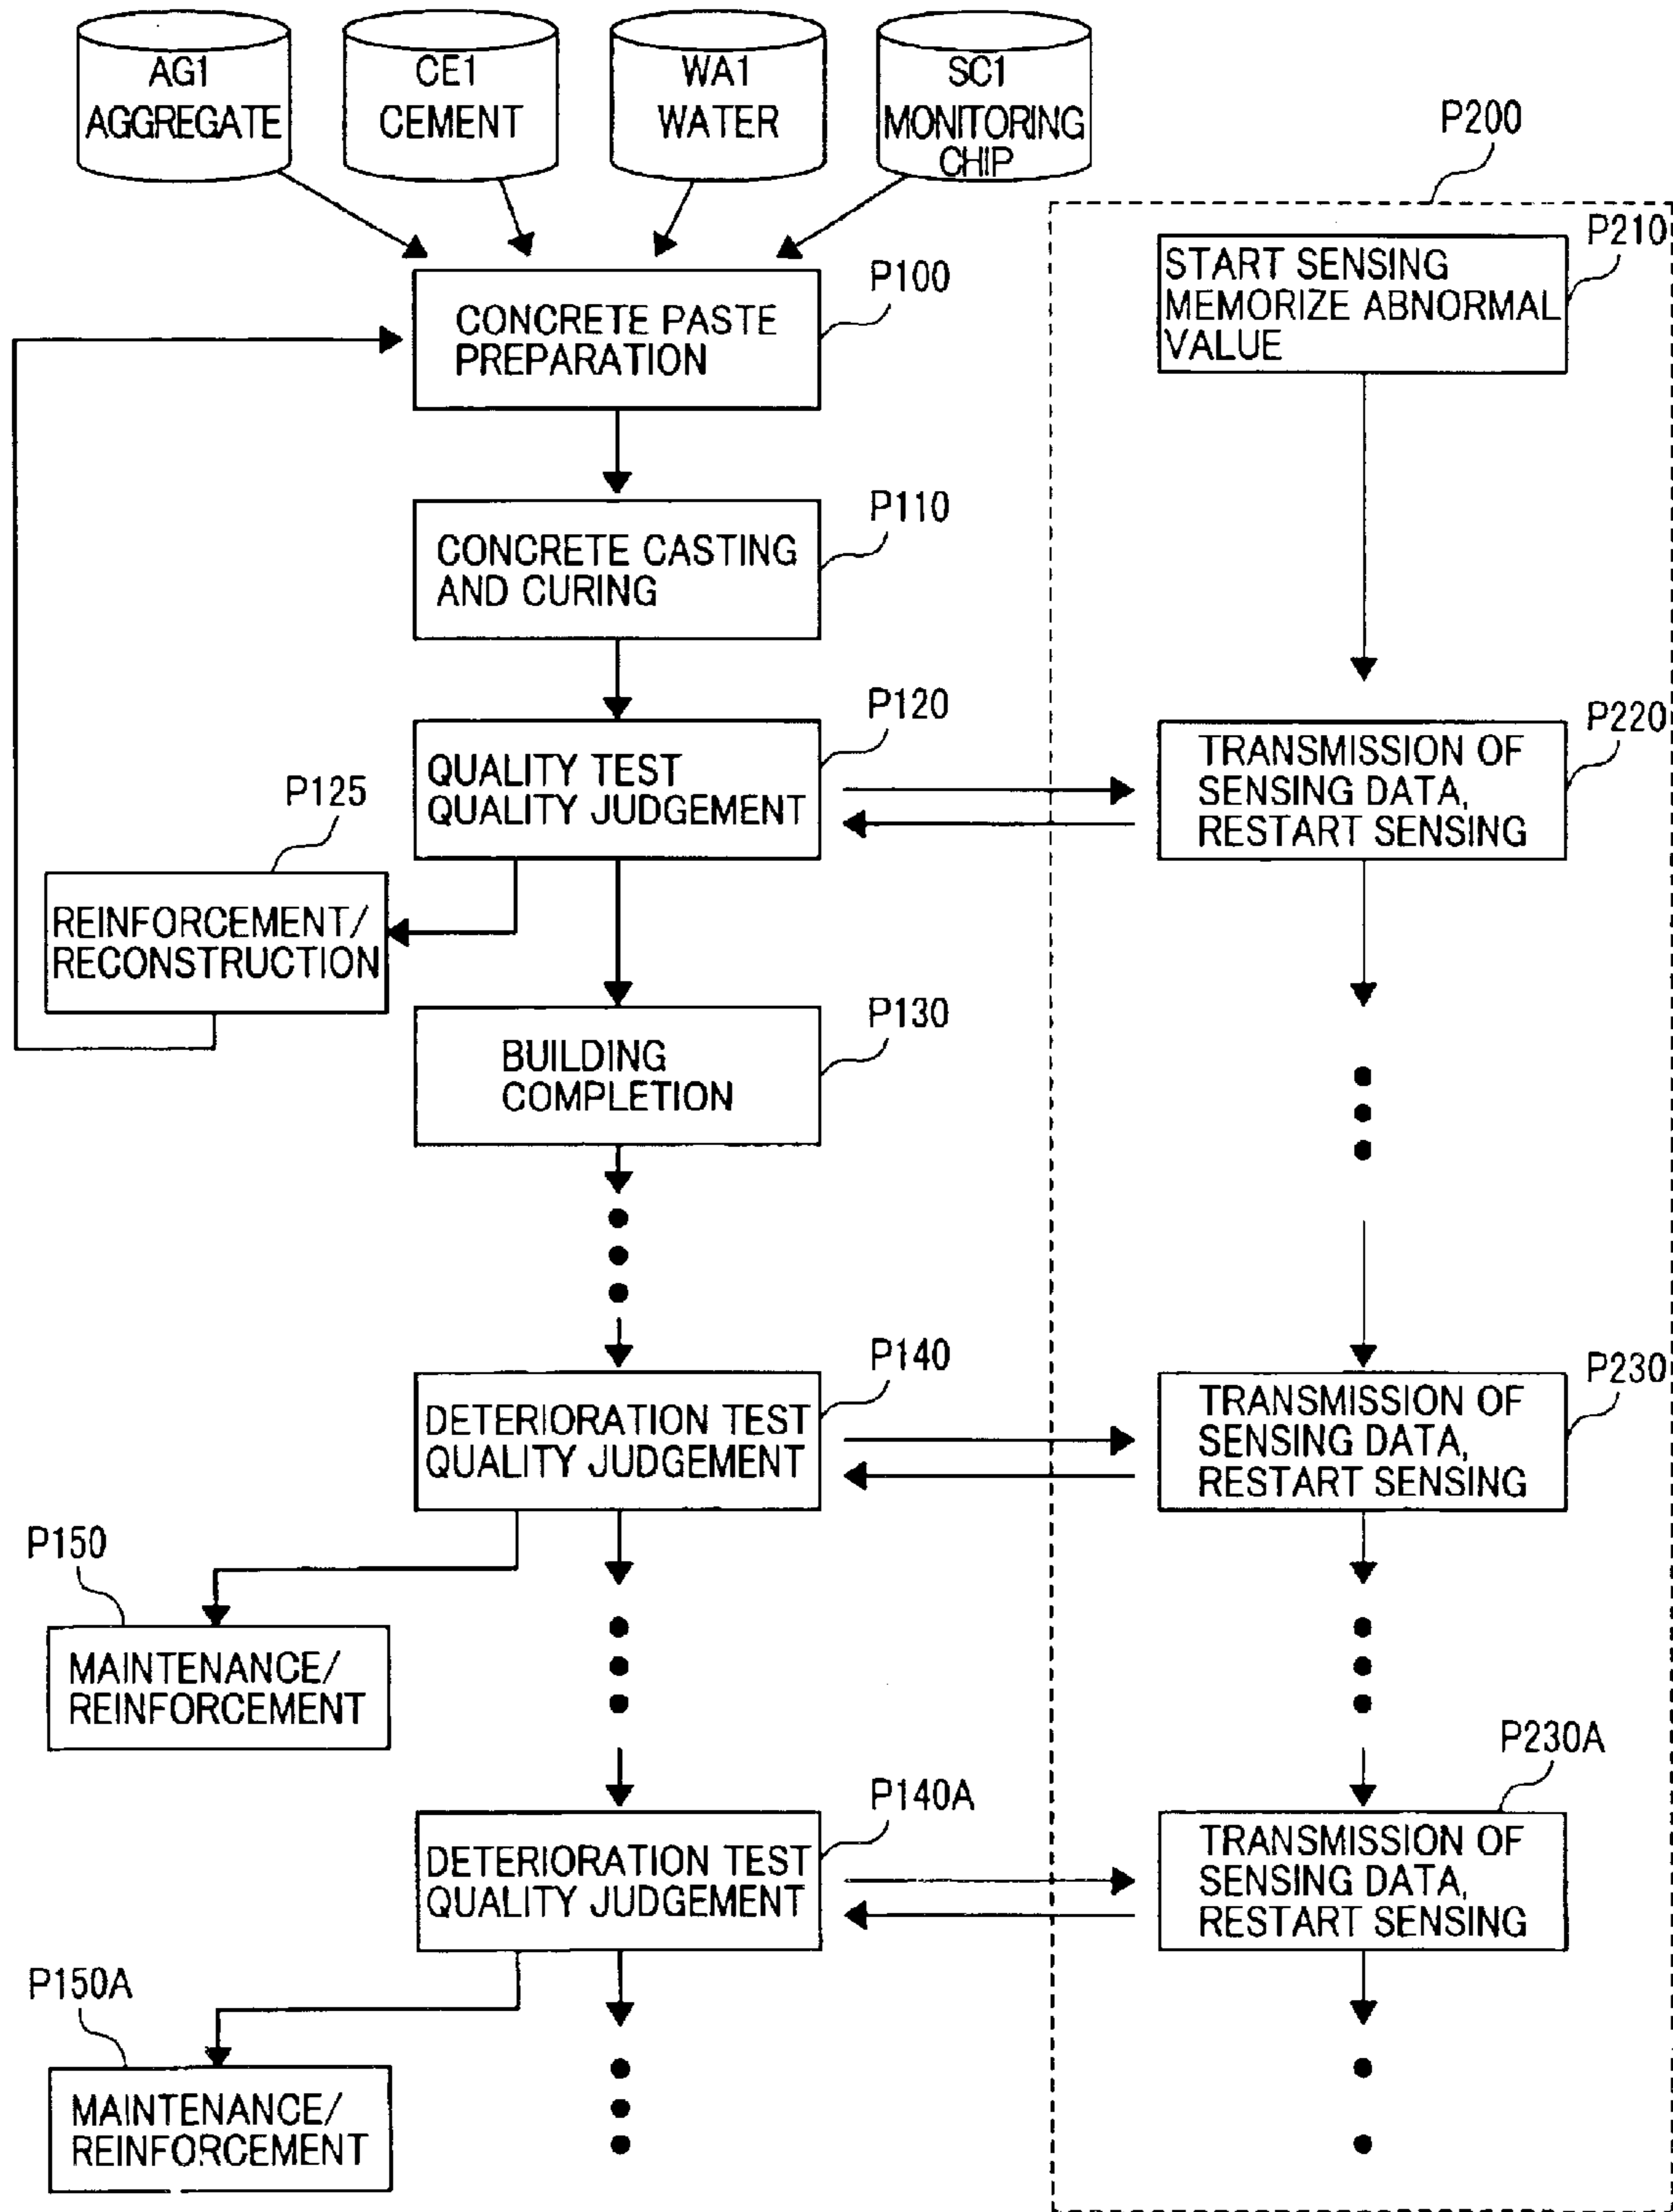 AG1
AGGREGATE
CE1
CEMENT
WA1
WATER
SC1
MONITORING
CHIP
P200
P210
START SENSING
MEMORIZE ABNORMAL
VALUE
P100
CONCRETE PASTE
PREPARATION
P110
CONCRETE CASTING
AND CURING
P120
QUALITY TEST
QUALITY JUDGEMENT
P220
TRANSMISSION OF
SENSING DATA,
RESTART SENSING
P125
REINFORCEMENT/
RECONSTRUCTION
P130
BUILDING
COMPLETION
P140
DETERIORATION TEST
QUALITY JUDGEMENT
P230
TRANSMISSION OF
SENSING DATA,
RESTART SENSING
P150
MAINTENANCE/
REINFORCEMENT
P140A
DETERIORATION TEST
QUALITY JUDGEMENT
P230A
TRANSMISSION OF
SENSING DATA,
RESTART SENSING
P150A
MAINTENANCE/
REINFORCEMENT